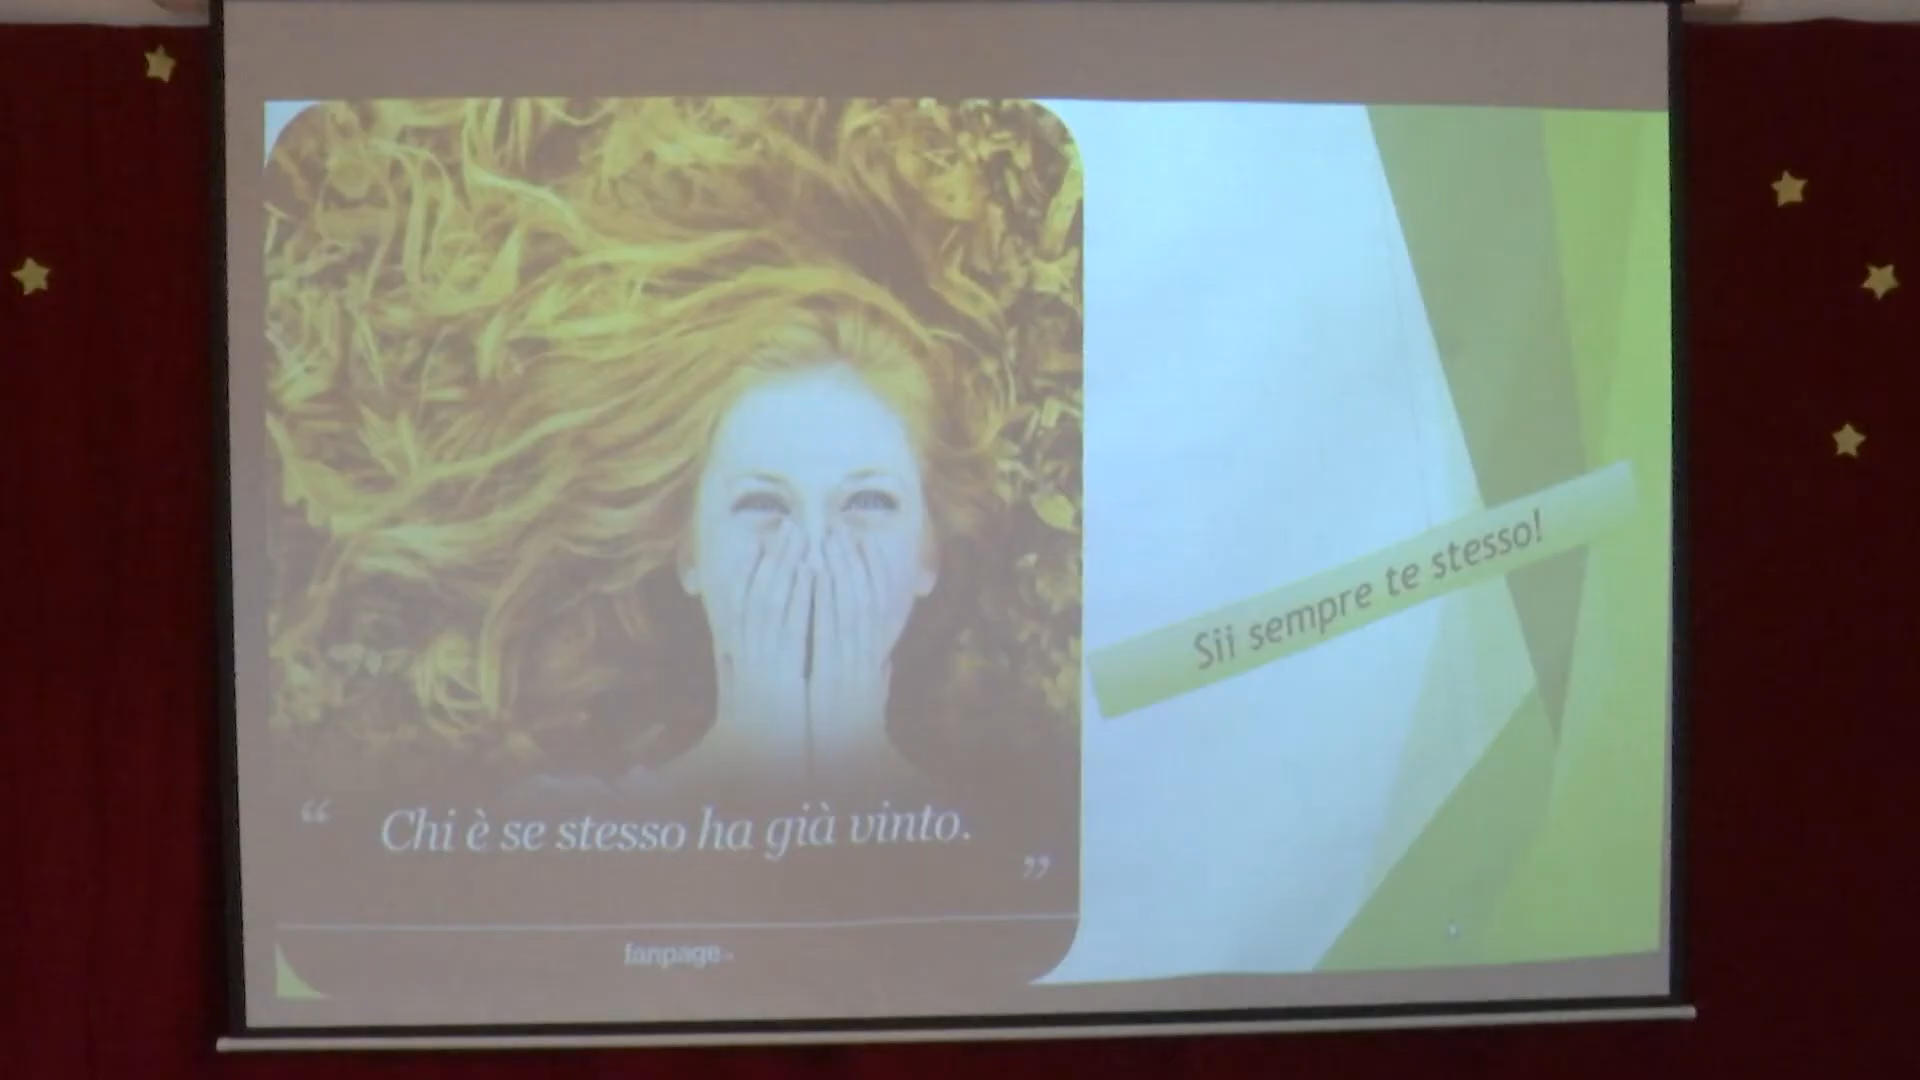 “
Chi è se stesso ha già vinto.
”
fanpage
Sii sempre te stesso!